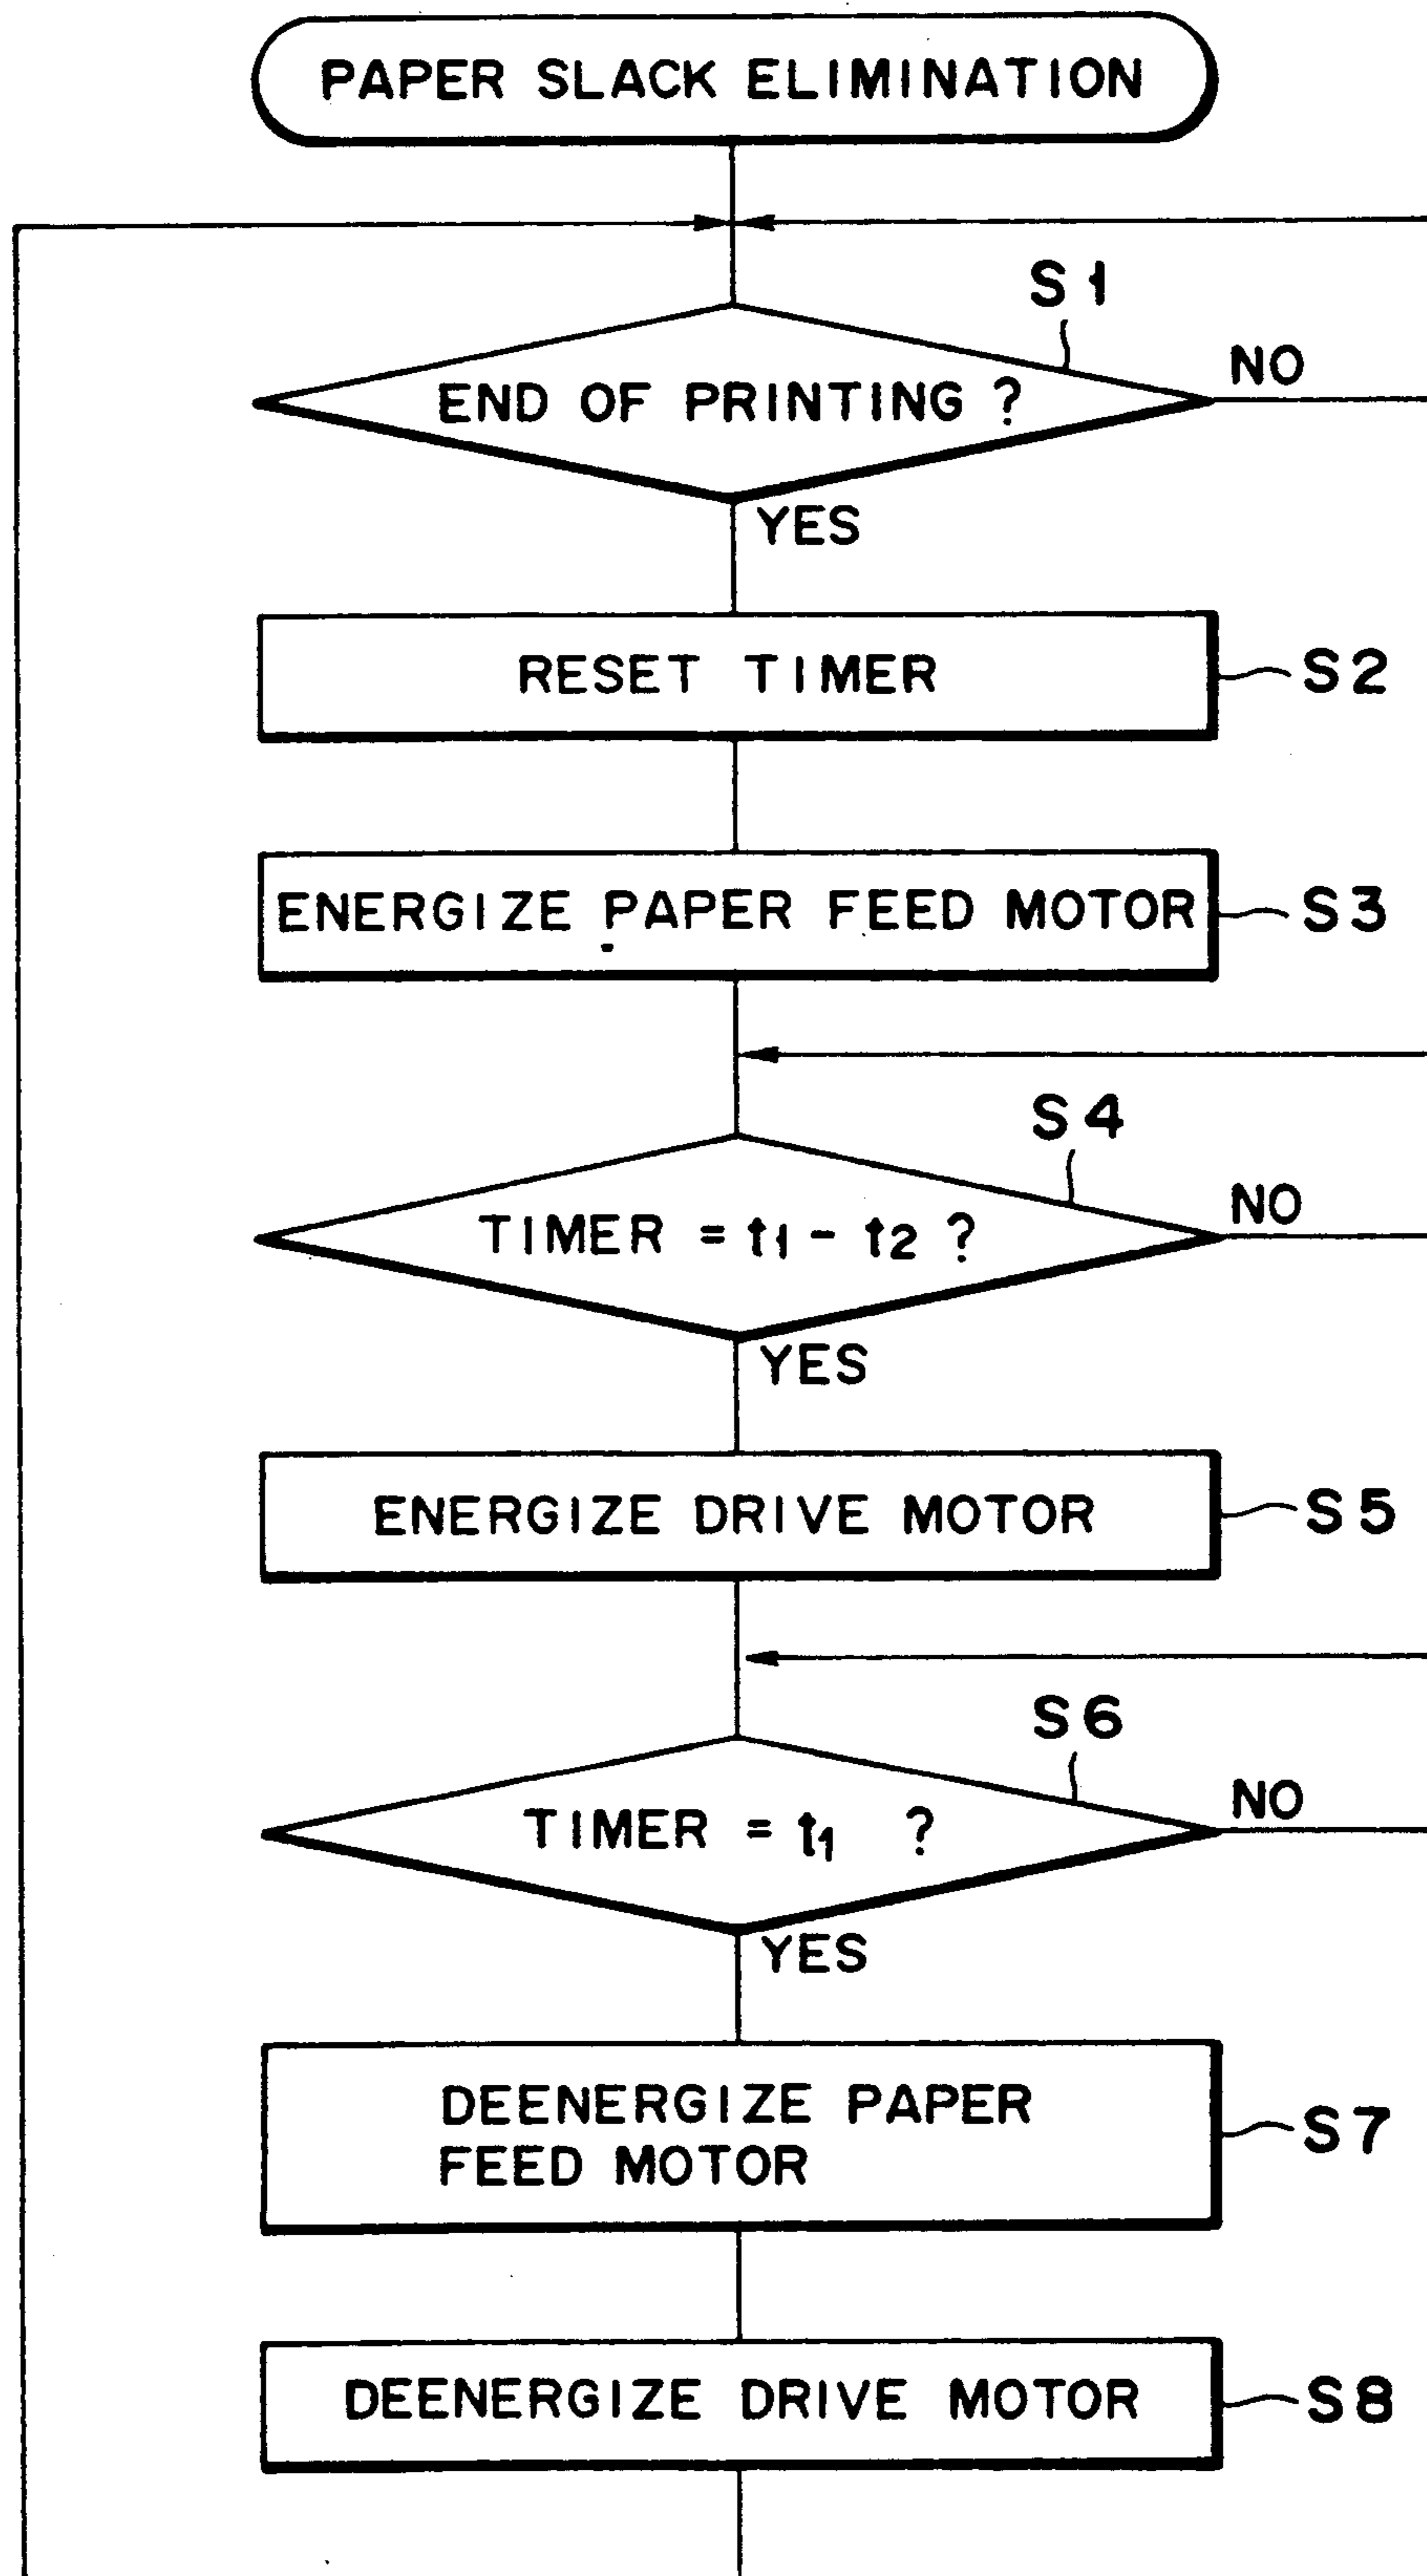 PAPER SLACK ELIMINATION
S1
END OF PRINTING ?
NO
YES
RESET TIMER
S2
ENERGIZE PAPER FEED MOTOR
S3
S4
TIMER = t1 - t2 ?
NO
YES
ENERGIZE DRIVE MOTOR
S5
S6
TIMER = t1 ?
NO
YES
DEENERGIZE PAPER
FEED MOTOR
S7
DEENERGIZE DRIVE MOTOR
S8